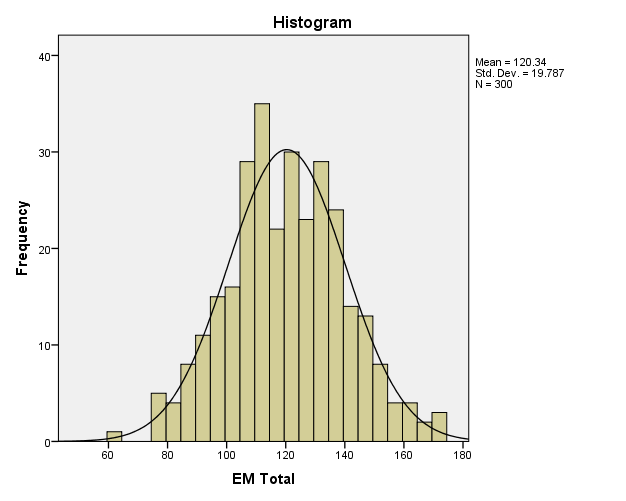 Histogram
Mean = 120.34
Std. Dev. = 19.787
N = 300
40
30
20
10
0
Frequency
60 80 100 120 140 160 180
EM Total